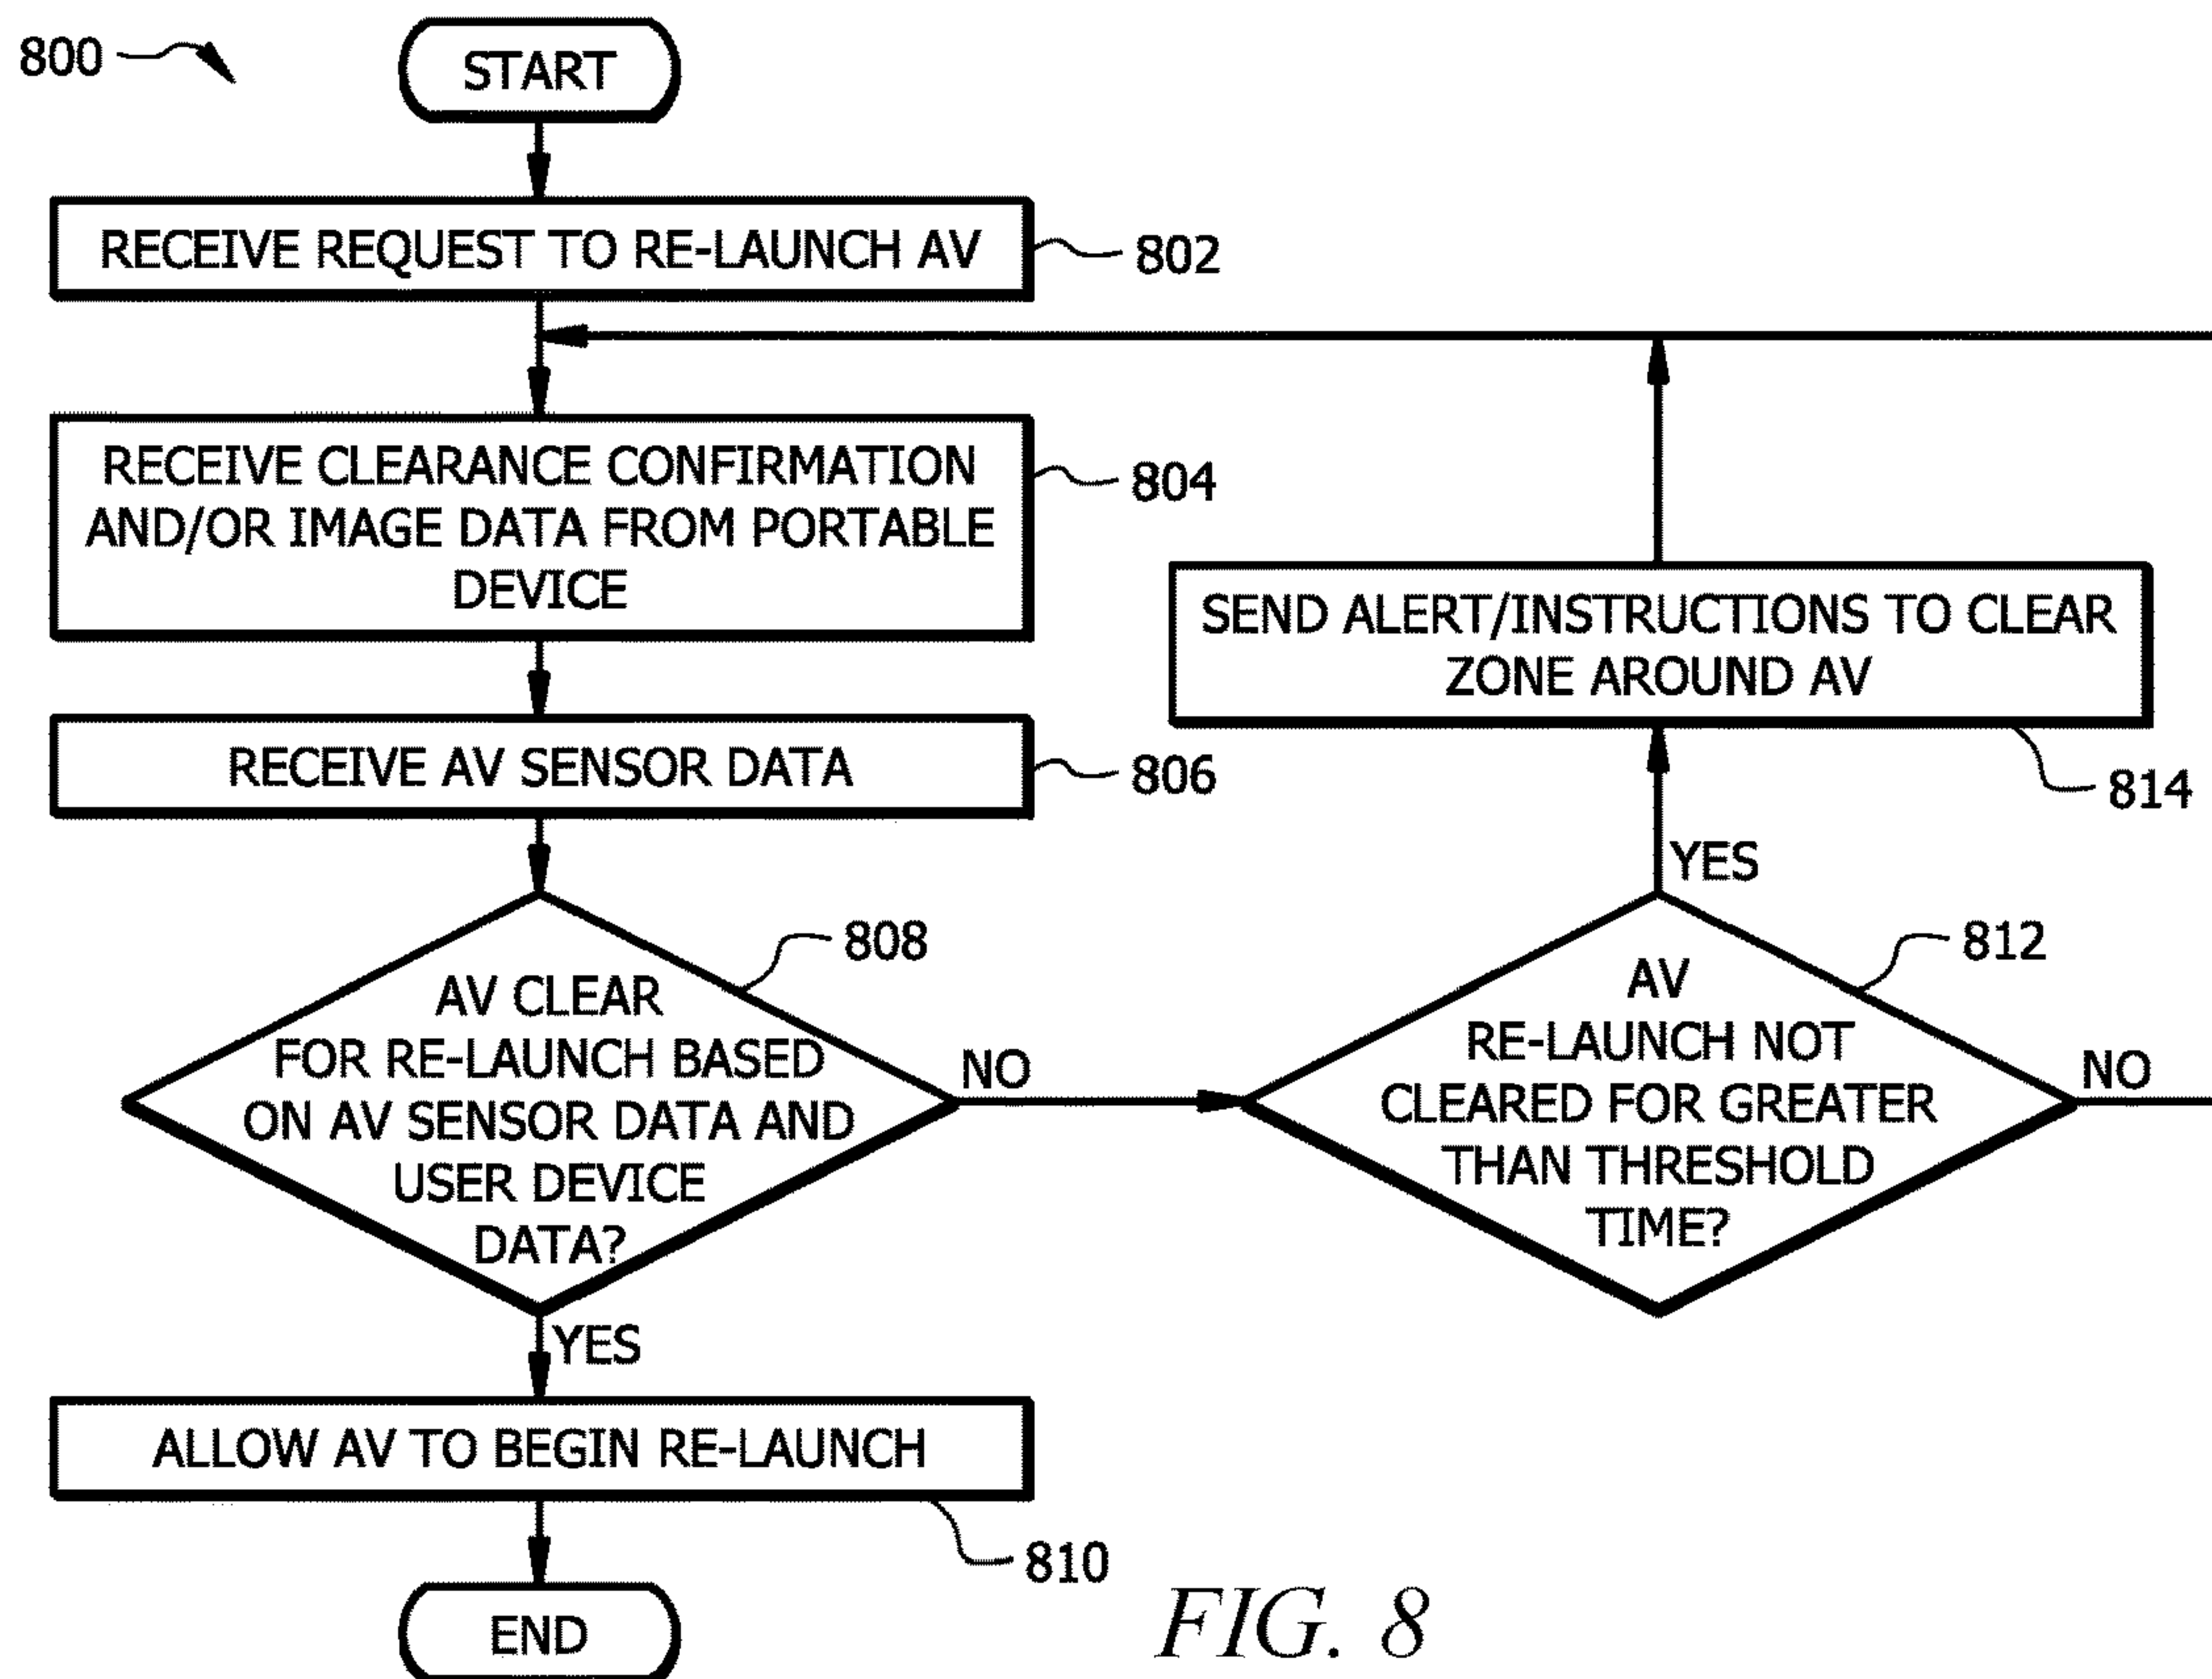 800
START
RECEIVE REQUEST TO RE-LAUNCH AV
802
RECEIVE CLEARANCE CONFIRMATION
AND/OR IMAGE DATA FROM PORTABLE
DEVICE
804
RECEIVE AV SENSOR DATA
806
AV CLEAR
FOR RE-LAUNCH BASED
ON AV SENSOR DATA AND
USER DEVICE
DATA?
808
NO
YES
ALLOW AV TO BEGIN RE-LAUNCH
810
END
AV
RE-LAUNCH NOT
CLEARED FOR GREATER
THAN THRESHOLD
TIME?
812
NO
YES
SEND ALERT/INSTRUCTIONS TO CLEAR
ZONE AROUND AV
814
FIG. 8